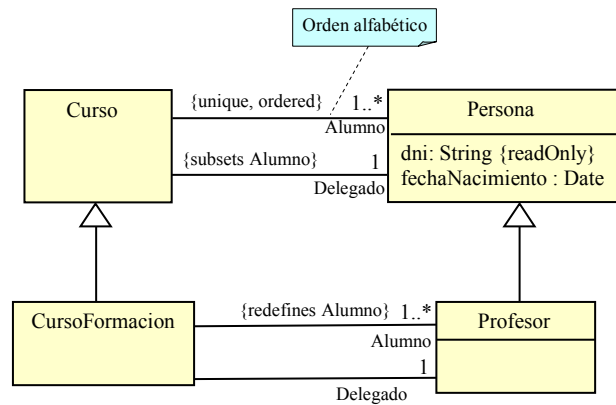 Orden alfabético
Curso
{unique, ordered}
1..*
Alumno
{subsets Alumno}
1
Delegado
Persona
dni: String {readOnly}
fechaNacimiento : Date
CursoFormacion
{redefines Alumno}
1..*
Alumno
1
Delegado
Profesor